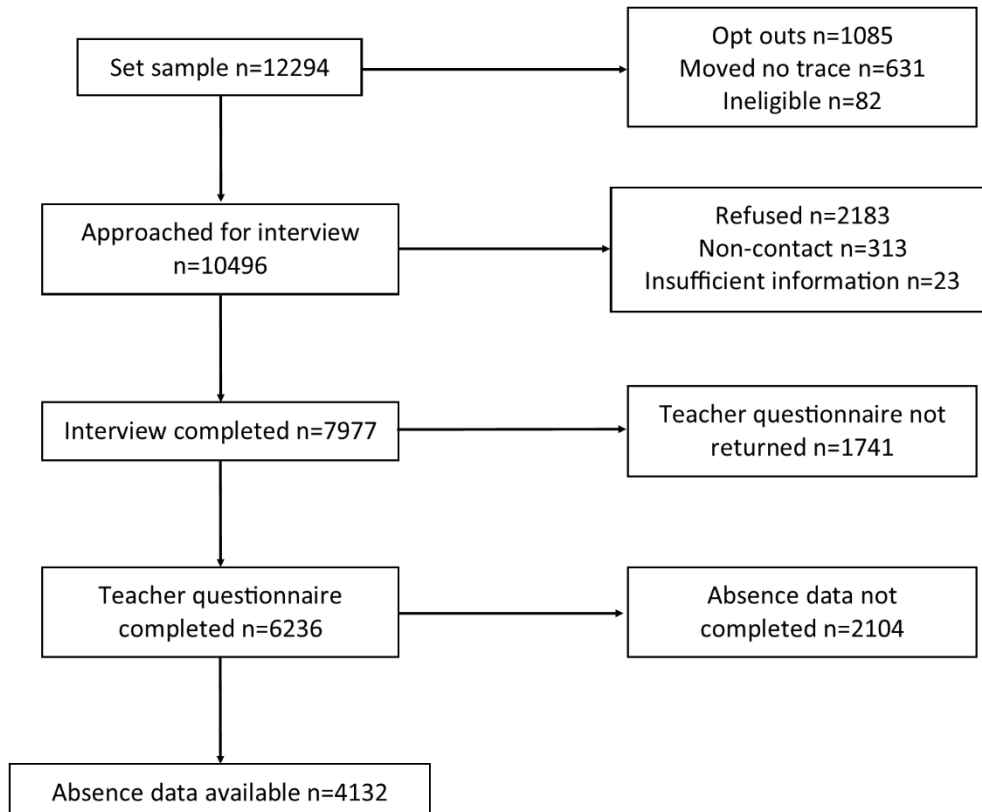 Set sample n=12294
Opt outs n=1085
Moved no trace n=631
Ineligible n=82
Approached for interview
n=10496
Refused n=2183
Non-contact n=313
Insufficient information n=23
Interview completed n=7977
Teacher questionnaire not
returned n=1741
Teacher questionnaire
completed n=6236
Absence data not
completed n=2104
Absence data available n=4132